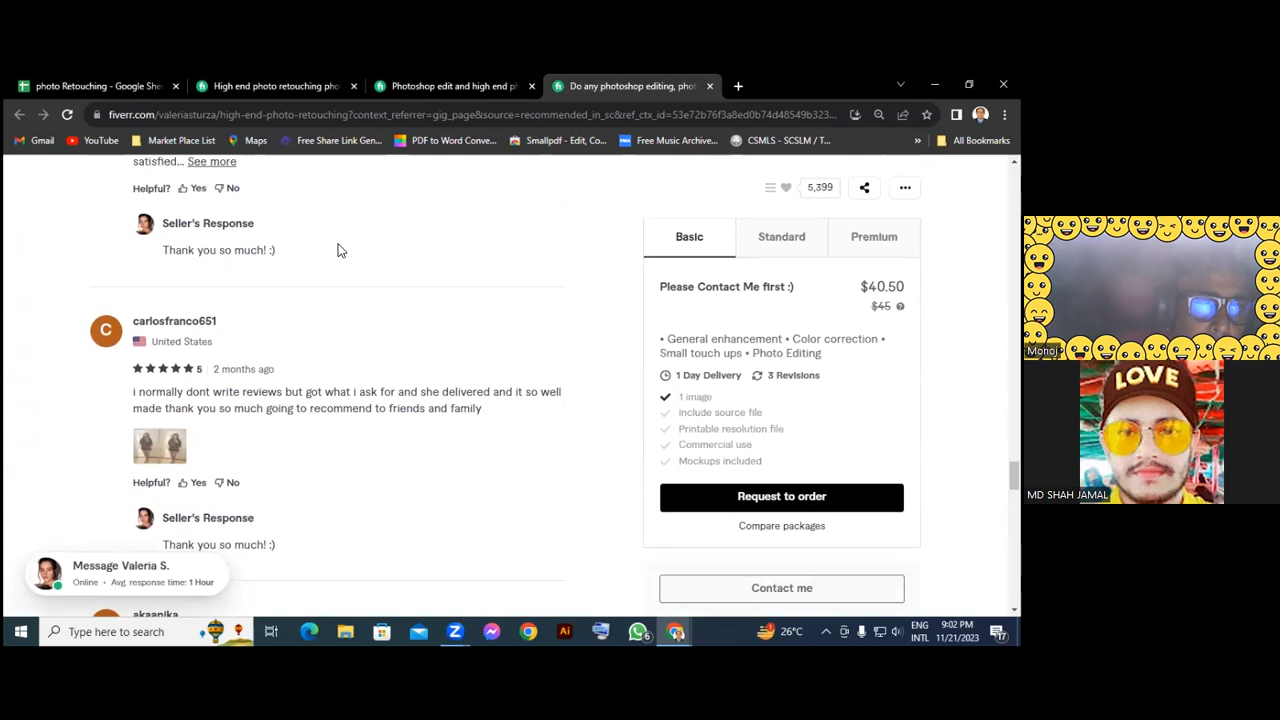 photo Retouching - Google She
High end photo retouching pho
Photoshop edit and high end ph
Do any photoshop editing, phot
fiverr.com/valeriasturza/high-end-photo-retouching?context_referrer=gig_page&source=recommended_in_sc&ref_ctx_id=53e72b76f3a8ed0b74d48549b323...
Gmail
YouTube
Market Place List
Maps
Free Share Link Gen...
PDF to Word Conve...
Smallpdf - Edit, Co...
Free Music Archive...
CSMLS - SCSLM / T...
»
All Bookmarks
satisfied... See more
Helpful? Yes No
Seller's Response
Thank you so much! :)
carlosfranco651
United States
5 2 months ago
i normally dont write reviews but got what i ask for and she delivered and it so well
made thank you so much going to recommend to friends and family
Helpful? Yes No
Seller's Response
Thank you so much! :)
Message Valeria S.
Online • Avg. response time: 1 Hour
5,399
Basic Standard Premium
Please Contact Me first :) $40.50
$45
• General enhancement • Color correction •
Small touch ups • Photo Editing
1 Day Delivery 3 Revisions
1 image
Include source file
Printable resolution file
Commercial use
Mockups included
Request to order
Compare packages
Contact me
C
Monoj
LOVE
MD SHAH JAMAL
Type here to search
Ai
6
26°C
ENG
INTL
9:02 PM
11/21/2023
17